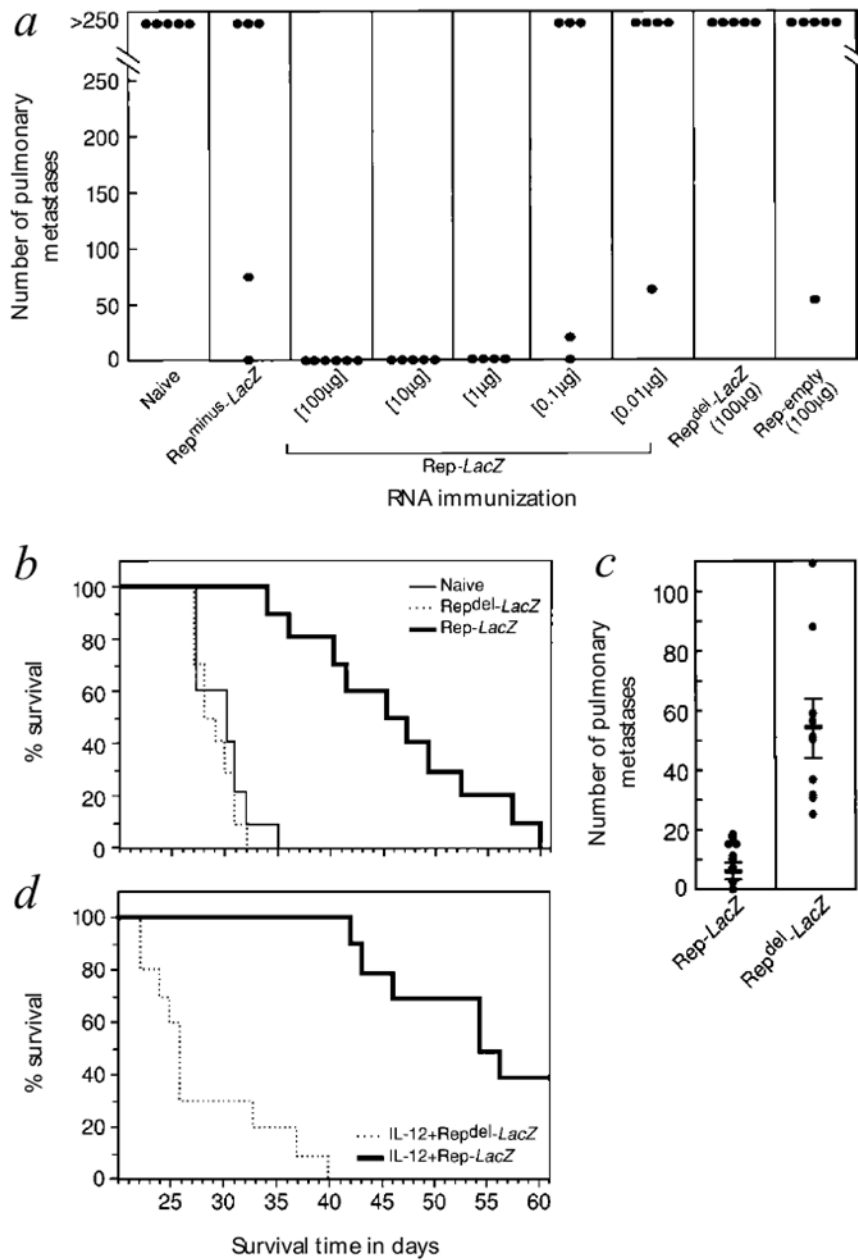 a
>250
250
200
150
100
50
0
Number of pulmonary
metastases
Naive
Repminus-LacZ
[100µg]
[10µg]
[1µg]
[0.1µg]
[0.01µg]
Repdel-LacZ
(100µg)
Rep-empty
(100µg)
Rep-LacZ
RNA immunization
b
100
80
60
40
20
0
% survival
Naive
Repdel-LacZ
Rep-LacZ
c
100
80
60
40
20
0
Number of pulmonary
metastases
Rep-LacZ
Repdel-LacZ
d
100
80
60
40
20
0
% survival
IL-12+Repdel-LacZ
IL-12+Rep-LacZ
25 30 35 40 45 50 55 60
Survival time in days